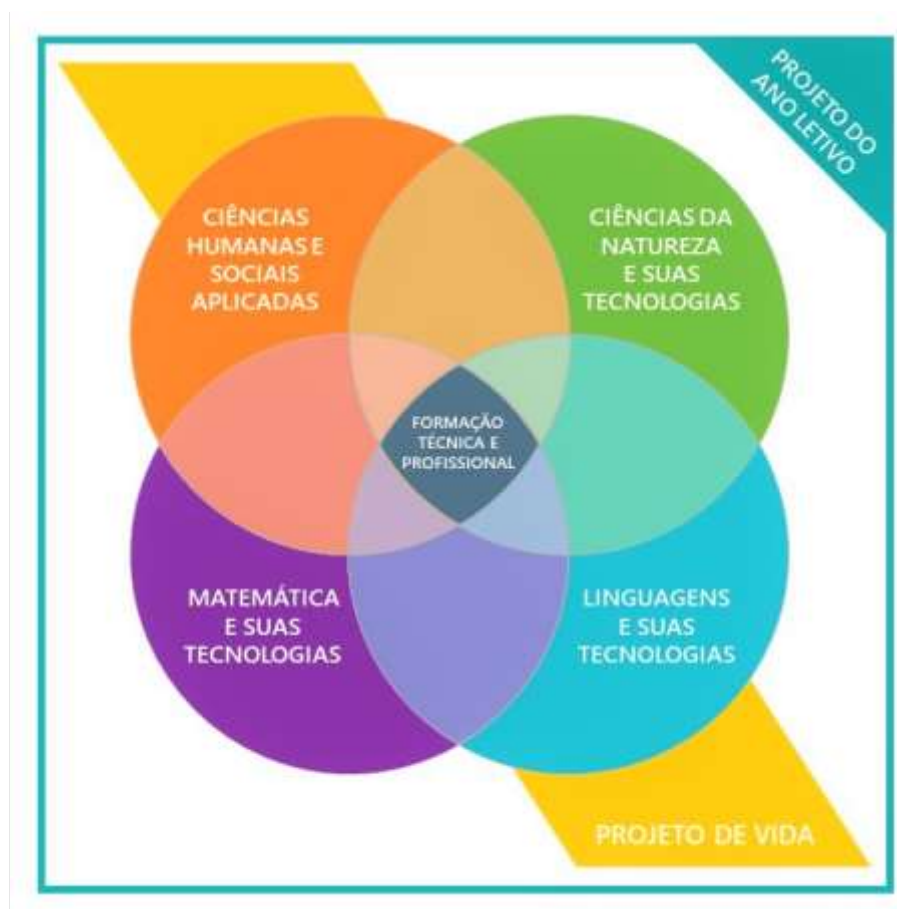 PROJETO DO
ANO LETIVO
CIÊNCIAS
HUMANAS E
SOCIAIS
APLICADAS
CIÊNCIAS DA
NATUREZA
E SUAS
TECNOLOGIAS
FORMAÇÃO
TÉCNICA E
PROFISSIONAL
MATEMÁTICA
E SUAS
TECNOLOGIAS
LINGUAGENS
E SUAS
TECNOLOGIAS
PROJETO DE VIDA